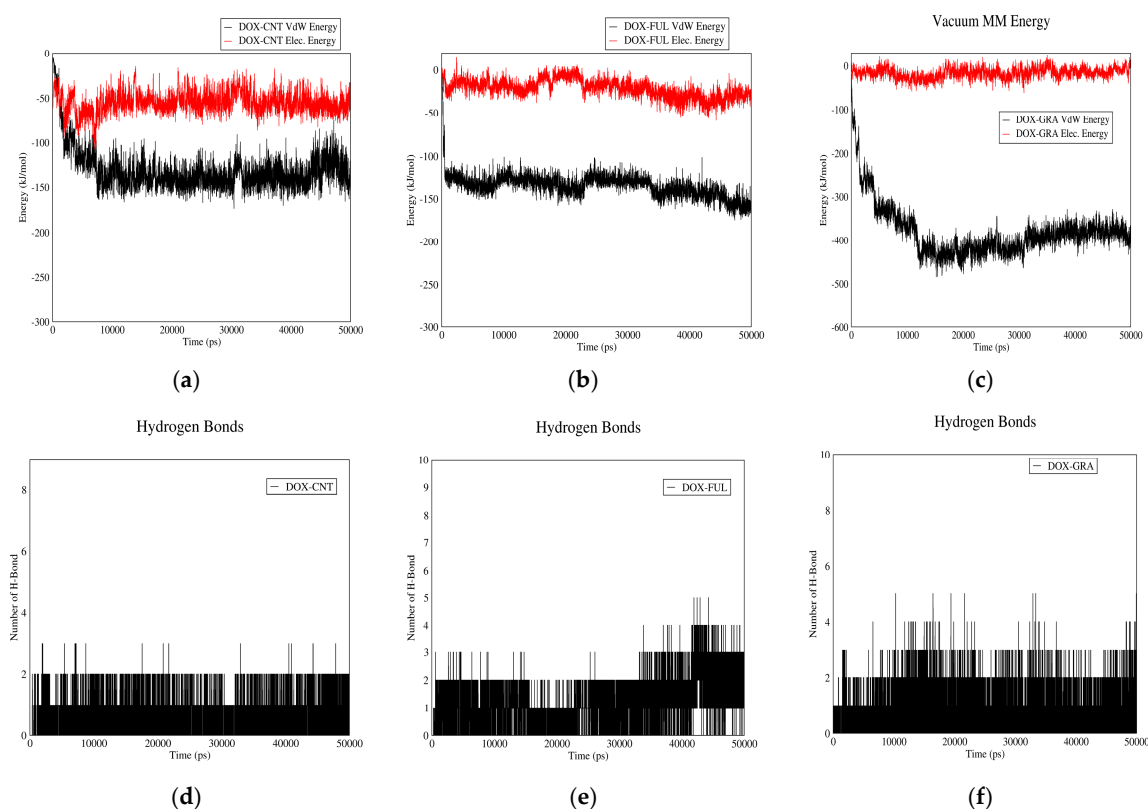 DOX-CNT VdW Energy
DOX-CNT Elec. Energy
0
-50
-100
-150
-200
-250
-300
Energy (kJ/mol)
0 10000 20000 30000 40000 50000
Time (ps)
(a)
DOX-FUL VdW Energy
DOX-FUL Elec. Energy
0
-50
-100
-150
-200
-250
-300
Energy (kJ/mol)
0 10000 20000 30000 40000 50000
Time (ps)
(b)
Vacuum MM Energy
DOX-GRA VdW Energy
DOX-GRA Elec. Energy
0
-100
-200
-300
-400
-500
-600
Energy (kJ/mol)
0 10000 20000 30000 40000 50000
Time (ps)
(c)
Hydrogen Bonds
DOX-CNT
8
6
4
2
0
Number of H-Bond
0 10000 20000 30000 40000 50000
Time (ps)
(d)
Hydrogen Bonds
DOX-FUL
10
9
8
7
6
5
4
3
2
1
0
Number of H-Bond
0 10000 20000 30000 40000 50000
Time (ps)
(e)
Hydrogen Bonds
DOX-GRA
10
8
6
4
2
0
Number of H-Bond
0 10000 20000 30000 40000 50000
Time (ps)
(f)